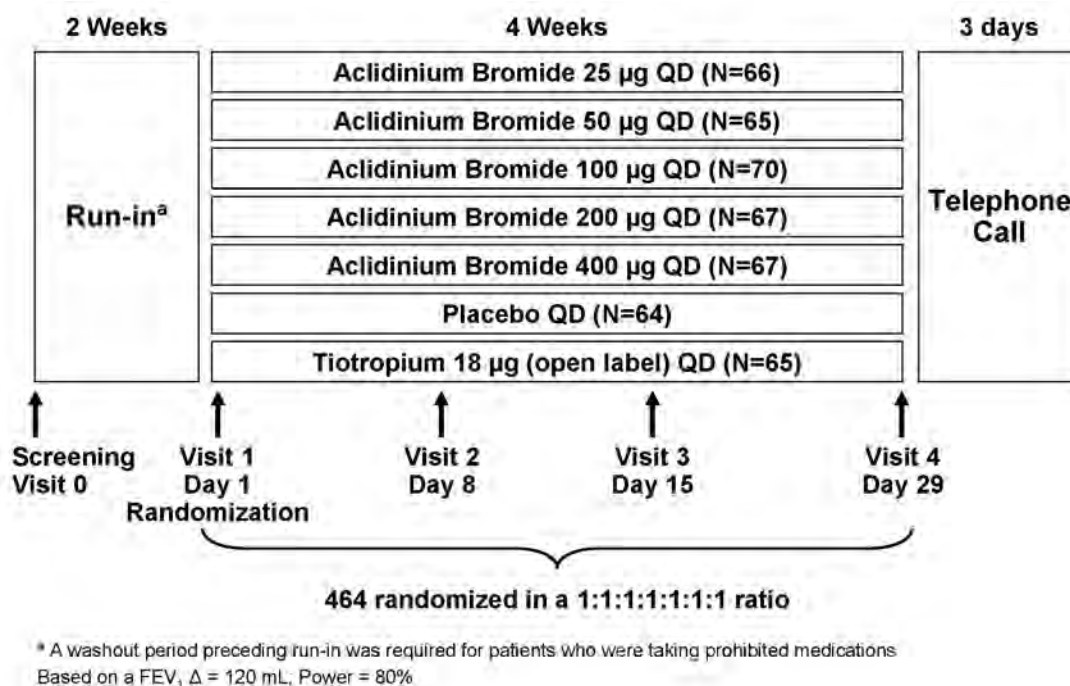 2 Weeks
4 Weeks
3 days
Run-inᵃ
Aclidinium Bromide 25 µg QD (N=66)
Aclidinium Bromide 50 µg QD (N=65)
Aclidinium Bromide 100 µg QD (N=70)
Aclidinium Bromide 200 µg QD (N=67)
Aclidinium Bromide 400 µg QD (N=67)
Placebo QD (N=64)
Tiotropium 18 µg (open label) QD (N=65)
Telephone
Call
Screening
Visit 0
Visit 1
Day 1
Randomization
Visit 2
Day 8
Visit 3
Day 15
Visit 4
Day 29
464 randomized in a 1:1:1:1:1:1:1 ratio
ᵃ A washout period preceding run-in was required for patients who were taking prohibited medications
Based on a FEV₁ Δ = 120 mL, Power = 80%